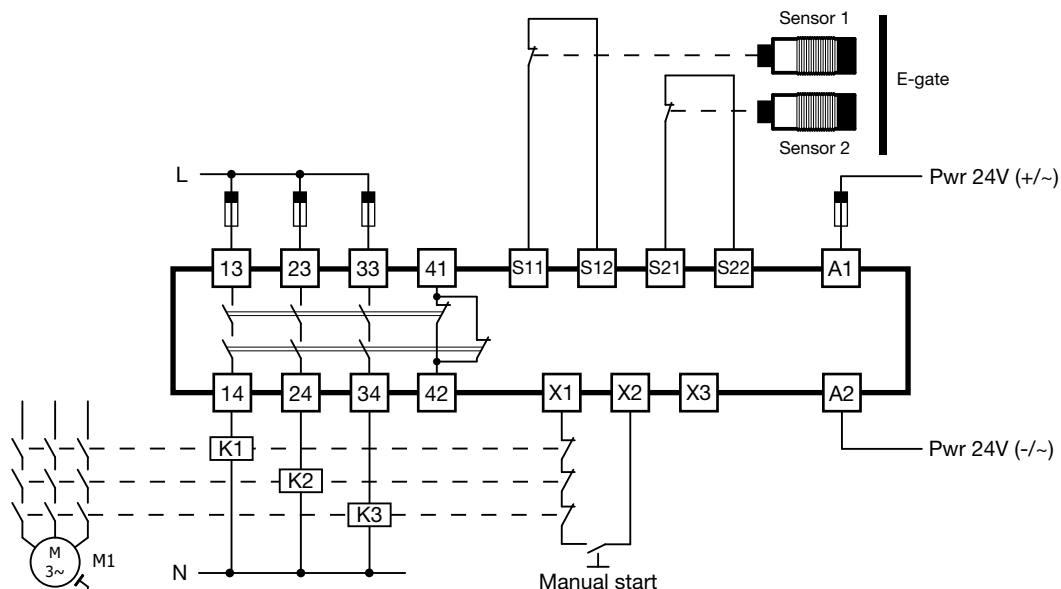 Sensor 1
E-gate
Sensor 2
L
Pwr 24V (+/~)
13 23 33 41 S11 S12 S21 S22 A1
14 24 34 42 X1 X2 X3 A2
K1
Pwr 24V (-/~)
K2
K3
M
3~
M1
N
Manual start